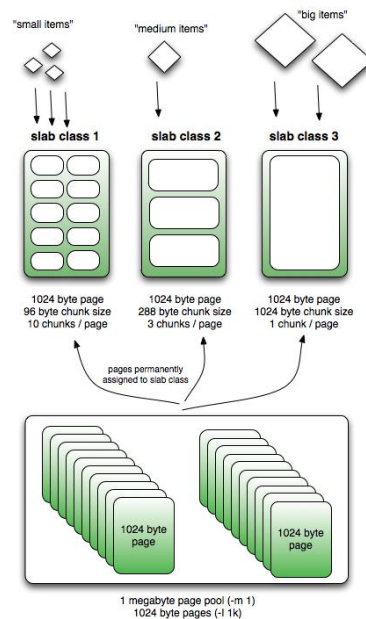 "small items"
"medium items"
"big items"
slab class 1
slab class 2
slab class 3
1024 byte page
96 byte chunk size
10 chunks / page
1024 byte page
288 byte chunk size
3 chunks / page
1024 byte page
1024 byte chunk size
1 chunk / page
pages permanently
assigned to slab class
1024 byte
page
1024 byte
page
1 megabyte page pool (-m 1)
1024 byte pages (-I 1k)